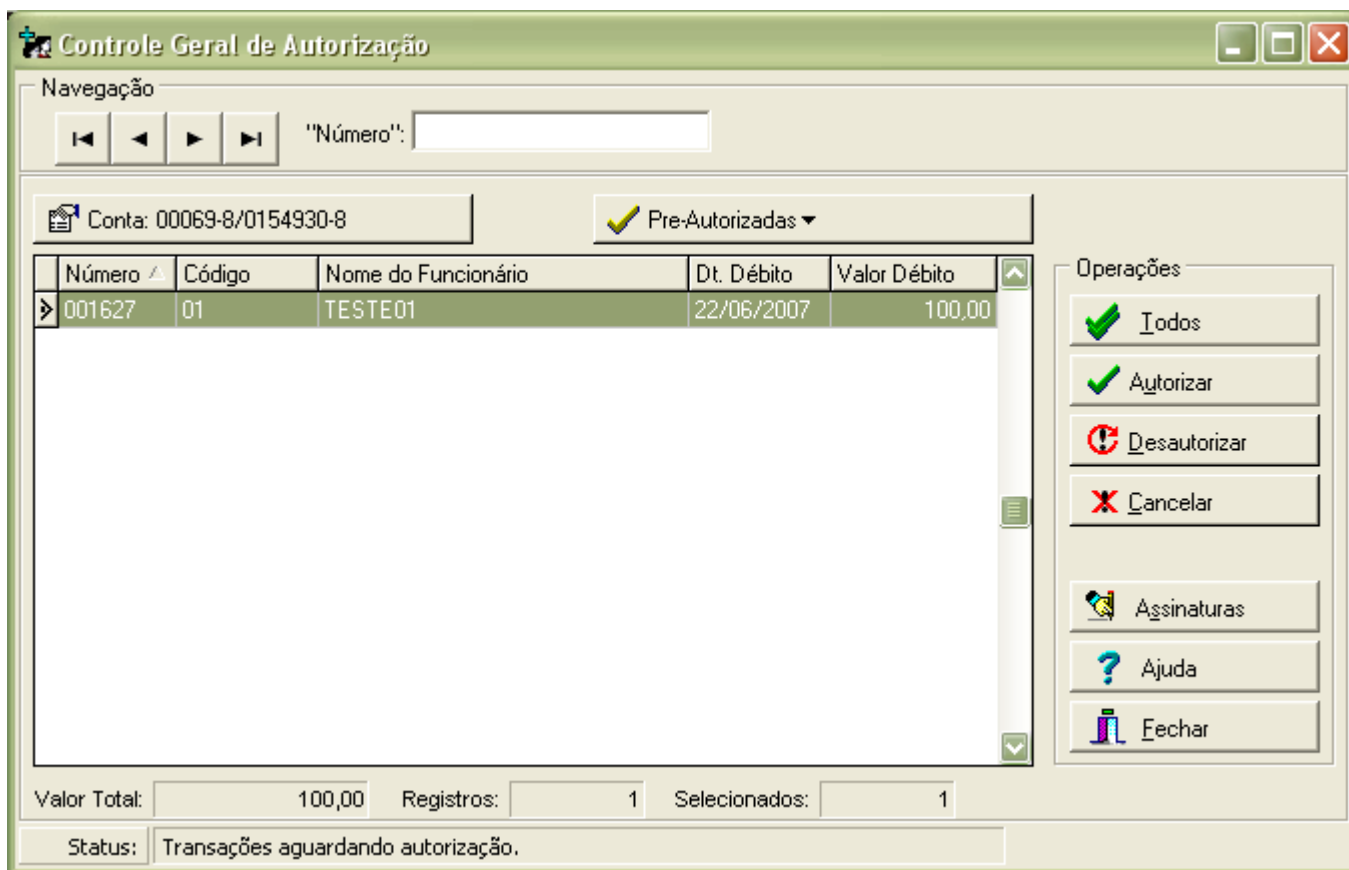 Controle Geral de Autorização
Navegação
"Número":
Conta: 00069-8/0154930-8
Pre-Autorizadas
Número Código Nome do Funcionário Dt. Débito Valor Débito
001627 01 TESTE01 22/06/2007 100,00
Operações
Todos
Autorizar
Desautorizar
Cancelar
Assinaturas
Ajuda
Fechar
Valor Total: 100,00 Registros: 1 Selecionados: 1
Status: Transações aguardando autorização.